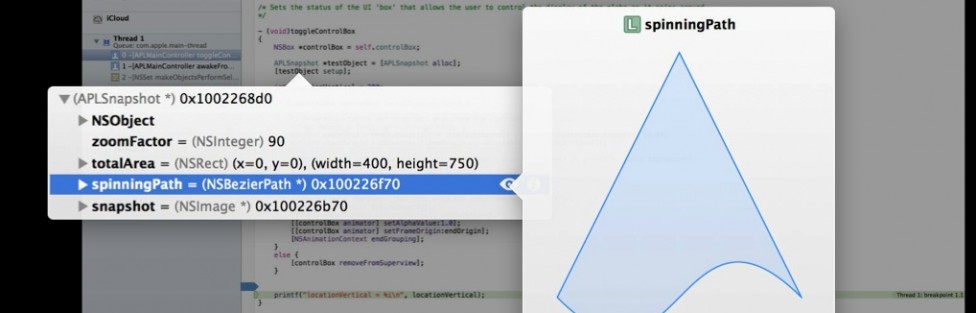 iCloud
Thread 1
Queue: com.apple.main-thread
0 -[APLMainController toggleCon...
1 -[APLMainController awakeFro...
2 -[NSSet makeObjectsPerformSel...
/* Sets the status of the UI 'box' that allows the user to control the display of the
*/
- (void)toggleControlBox
{
NSBox *controlBox = self.controlBox;
APLSnapshot *testObject = [APLSnapshot alloc];
[testObject setup];
(APLSnapshot *) 0x1002268d0
NSObject
zoomFactor = (NSInteger) 90
totalArea = (NSRect) (x=0, y=0), (width=400, height=750)
spinningPath = (NSBezierPath *) 0x100226f70
snapshot = (NSImage *) 0x100226b70
[[controlBox animator] setAlphaValue:1.0];
[[controlBox animator] setFrameOrigin:endOrigin];
[NSAnimationContext endGrouping];
}
else {
[controlBox removeFromSuperview];
}
printf("locationVertical = %i\n", locationVertical);
}
Thread 1: breakpoint 1.1
L spinningPath